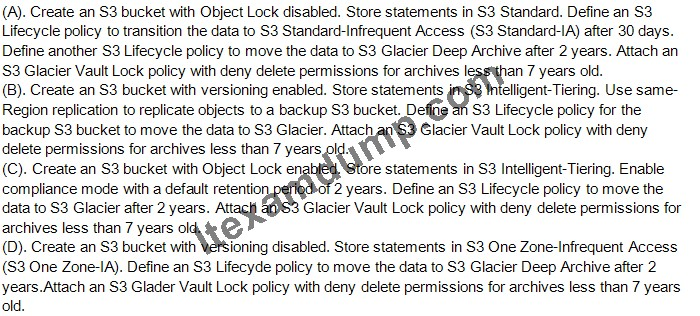 (A). Create an S3 bucket with Object Lock disabled. Store statements in S3 Standard. Define an S3
Lifecycle policy to transition the data to S3 Standard-Infrequent Access (S3 Standard-IA) after 30 days.
Define another S3 Lifecycle policy to move the data to S3 Glacier Deep Archive after 2 years. Attach an
S3 Glacier Vault Lock policy with deny delete permissions for archives less than 7 years old.
(B). Create an S3 bucket with versioning enabled. Store statements in S3 Intelligent-Tiering. Use same-
Region replication to replicate objects to a backup S3 bucket. Define an S3 Lifecycle policy for the
backup S3 bucket to move the data to S3 Glacier. Attach an S3 Glacier Vault Lock policy with deny
delete permissions for archives less than 7 years old.
(C). Create an S3 bucket with Object Lock enabled. Store statements in S3 Intelligent-Tiering. Enable
compliance mode with a default retention period of 2 years. Define an S3 Lifecycle policy to move the
data to S3 Glacier after 2 years. Attach an S3 Glacier Vault Lock policy with deny delete permissions for
archives less than 7 years old.
(D). Create an S3 bucket with versioning disabled. Store statements in S3 One Zone-Infrequent Access
(S3 One Zone-IA). Define an S3 Lifecyde policy to move the data to S3 Glacier Deep Archive after 2
years.Attach an S3 Glader Vault Lock policy with deny delete permissions for archives less than 7 years
old.
Itexamdump.com